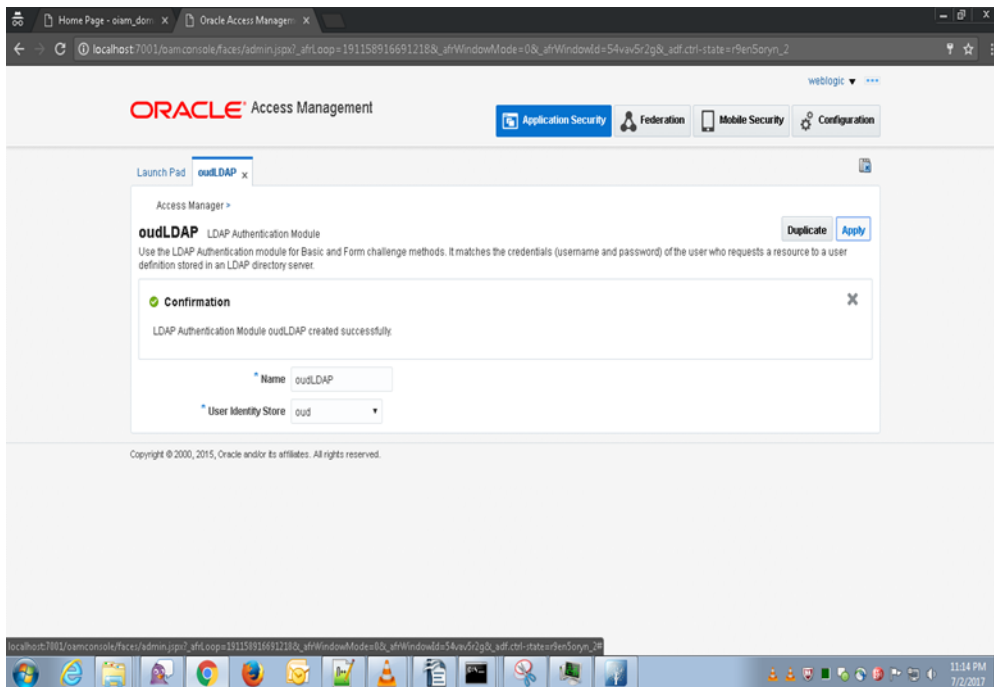 Home Page - oiam_dom x
Oracle Access Managem x
localhost:7001/oamconsole/faces/admin.jspx?_afrLoop=19115891669121​8&_afrWindowMode=0&_afrWindowId=54vav5r2g&_adf.ctrl-state=r9en5oryn_2
weblogic
ORACLE Access Management
Application Security
Federation
Mobile Security
Configuration
Launch Pad
oudLDAP x
Access Manager >
oudLDAP LDAP Authentication Module
Duplicate
Apply
Use the LDAP Authentication module for Basic and Form challenge methods. It matches the credentials (username and password) of the user who requests a resource to a user
definition stored in an LDAP directory server.
Confirmation
LDAP Authentication Module oudLDAP created successfully.
* Name oudLDAP
* User Identity Store oud
Copyright © 2000, 2015, Oracle and/or its affiliates. All rights reserved.
localhost:7001/oamconsole/faces/admin.jspx?_afrLoop=191158916691218&_afrWindowMode=0&_afrWindowId=54vav5r2g&_adf.ctrl-state=r9en5oryn_2#
11:14 PM
7/2/2017